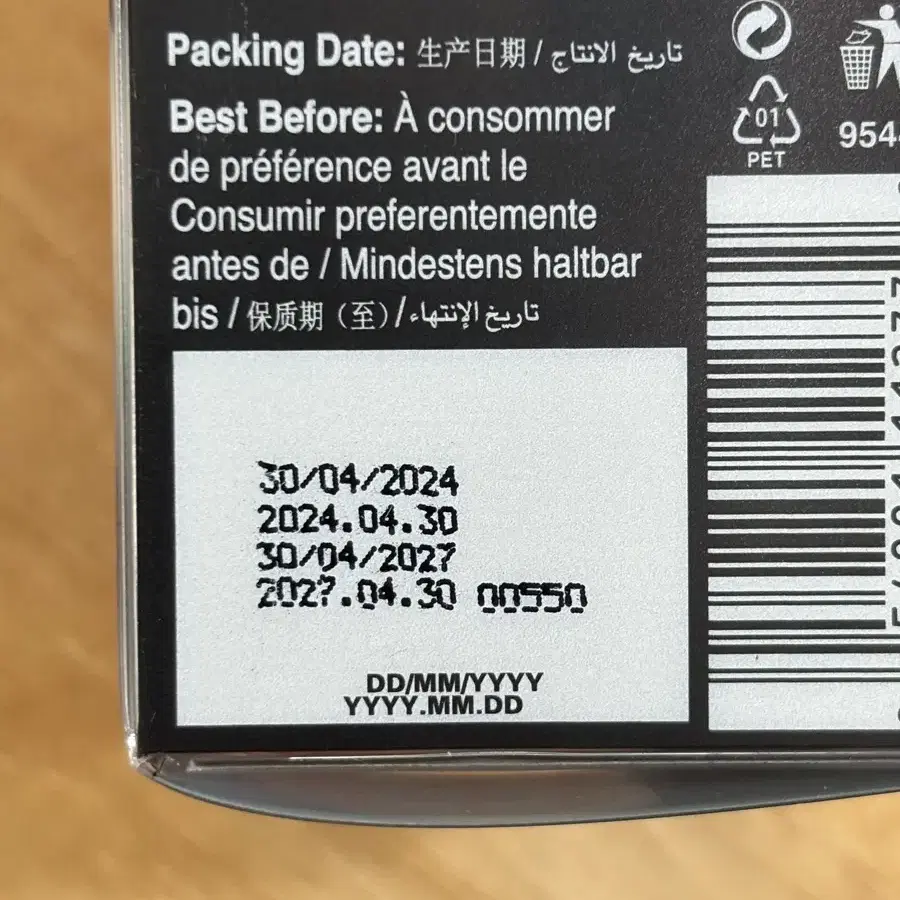 Packing Date: 生产日期 / تاريخ الانتاج
Best Before: À consommer
de préférence avant le
Consumir preferentemente
antes de / Mindestens haltbar
bis / 保质期（至）/ تاريخ الإنتهاء
30/04/2024
2024.04.30
30/04/2027
2027.04.30 00550
DD/MM/YYYY
YYYY.MM.DD
01
PET